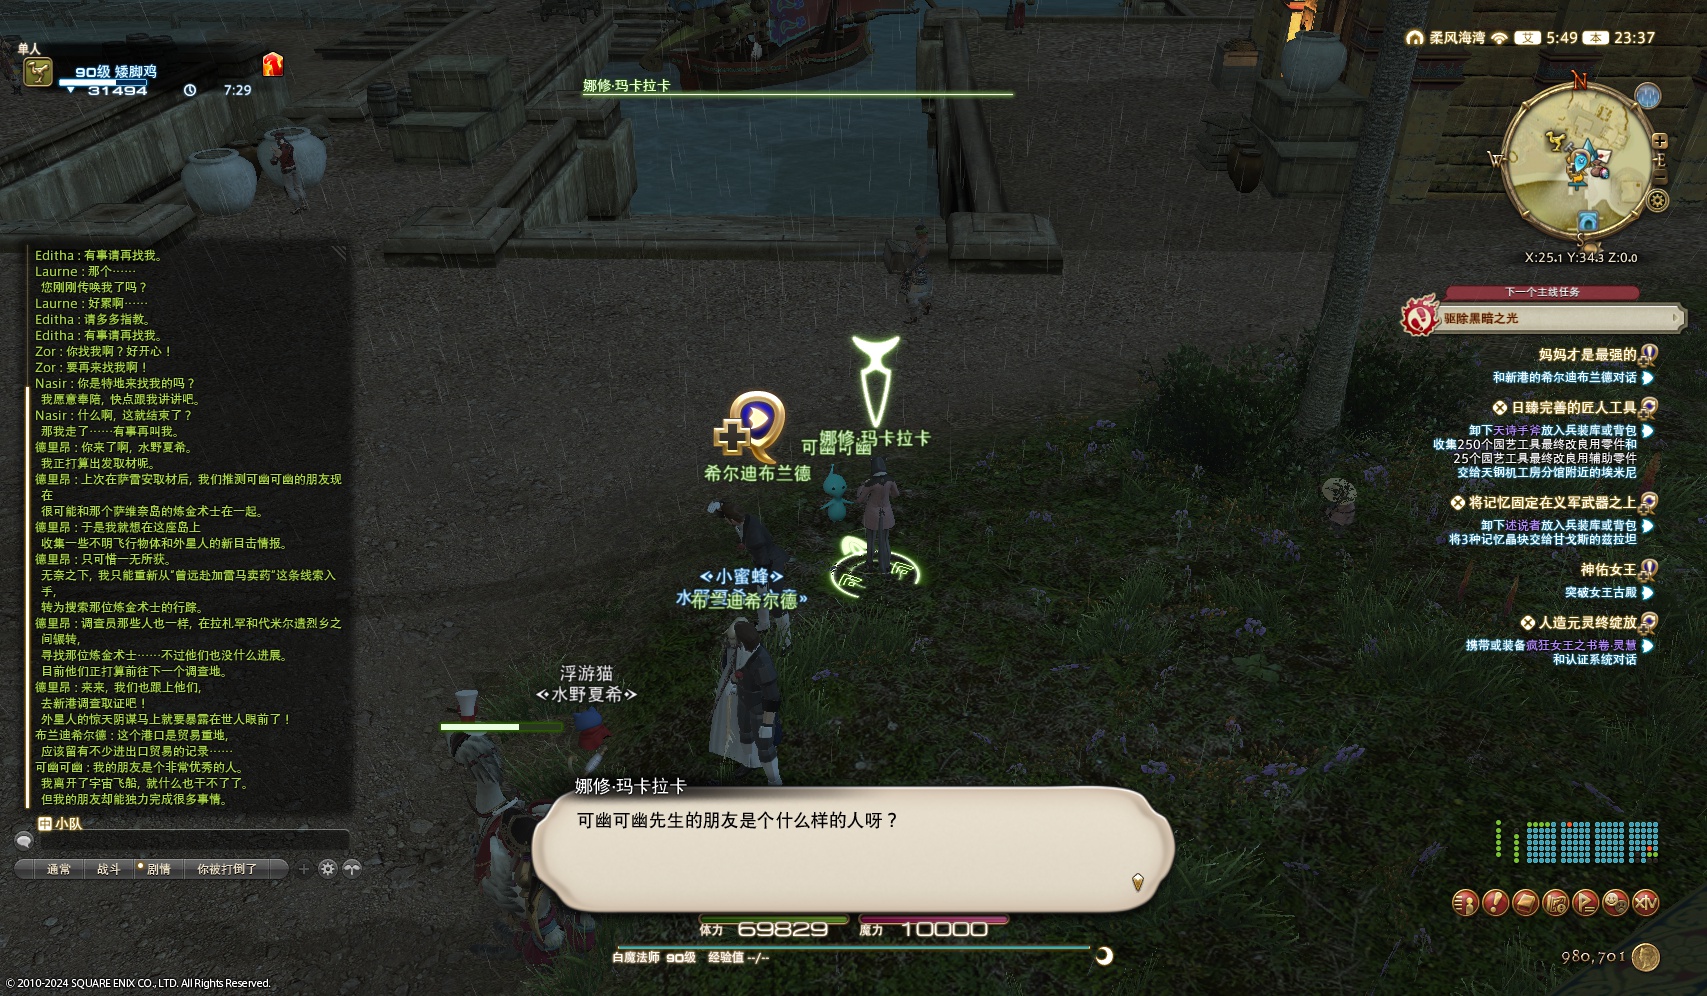 单人
90级 矮脚鸡
31494
7:29
娜修·玛卡拉卡
柔风海湾 艾 5:49 本 23:37
N
W
E
S
X:25.1 Y:34.3 Z:0.0
下一个主线任务
驱除黑暗之光
妈妈才是最强的
和新港的希尔迪布兰德对话
日臻完善的匠人工具
卸下天诗手斧放入兵装库或背包
收集250个园艺工具最终改良用零件和
25个园艺工具最终改良用辅助零件
交给天钢机工房分馆附近的埃米尼
将记忆固定在义军武器之上
卸下述说者放入兵装库或背包
将3种记忆晶块交给甘戈斯的兹拉坦
神佑女王
突破女王古殿
人造元灵终绽放
携带或装备疯狂女王之书卷·灵慧
和认证系统对话
Editha : 有事请再找我。
Laurne : 那个……
您刚刚传唤我了吗？
Laurne : 好累啊……
Editha : 请多多指教。
Editha : 有事请再找我。
Zor : 你找我啊？好开心！
Zor : 要再来找我啊！
Nasir : 你是特地来找我的吗？
我愿意奉陪, 快点跟我讲讲吧。
Nasir : 什么啊, 这就结束了？
那我走了……有事再叫我。
德里昂 : 你来了啊, 水野夏希。
我正打算出发取材呢。
德里昂 : 上次在萨雷安取材后, 我们推测可幽可幽的朋友现
在
很可能和那个萨维奈岛的炼金术士在一起。
德里昂 : 于是我就想在这座岛上
收集一些不明飞行物体和外星人的新目击情报。
德里昂 : 只可惜一无所获。
无奈之下, 我只能重新从“曾远赴加雷马卖药”这条线索入
手,
转为搜索那位炼金术士的行踪。
德里昂 : 调查员那些人也一样, 在拉札罕和代米尔遗烈乡之
间辗转,
寻找那位炼金术士……不过他们也没什么进展。
目前他们正打算前往下一个调查地。
德里昂 : 来来, 我们也跟上他们,
去新港调查取证吧！
外星人的惊天阴谋马上就要暴露在世人眼前了！
布兰迪希尔德 : 这个港口是贸易重地,
应该留有不少进出口贸易的记录……
可幽可幽 : 我的朋友是个非常优秀的人。
我离开了宇宙飞船, 就什么也干不了了。
但我的朋友却能独力完成很多事情。
小队
通常 战斗 剧情 你被打倒了
娜修·玛卡拉卡
可幽可幽
希尔迪布兰德
«小蜜蜂»
布兰迪希尔德
浮游猫
«水野夏希»
娜修·玛卡拉卡
可幽可幽先生的朋友是个什么样的人呀？
体力 69829 魔力 10000
白魔法师 90级 经验值 --/--
XIV
980,701
© 2010-2024 SQUARE ENIX CO., LTD. All Rights Reserved.